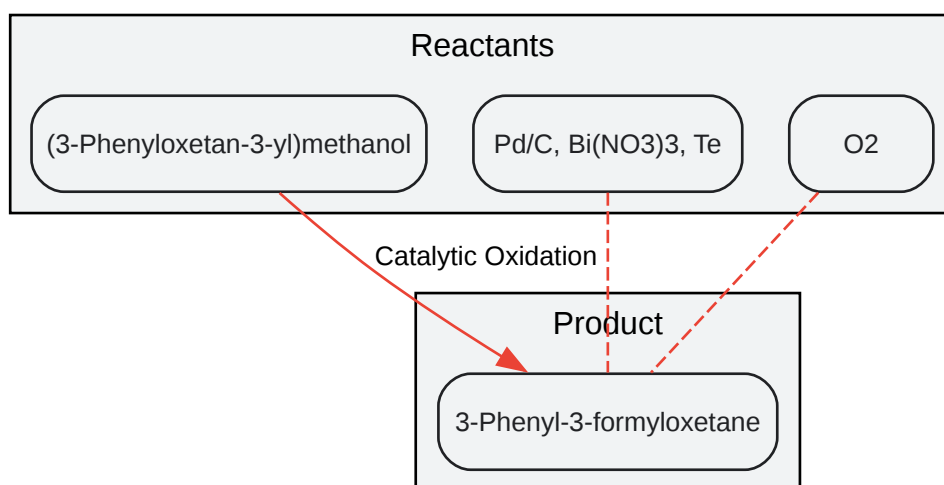 Reactants
(3-Phenyloxetan-3-yl)methanol
Pd/C, Bi(NO3)3, Te
O2
Catalytic Oxidation
Product
3-Phenyl-3-formyloxetane